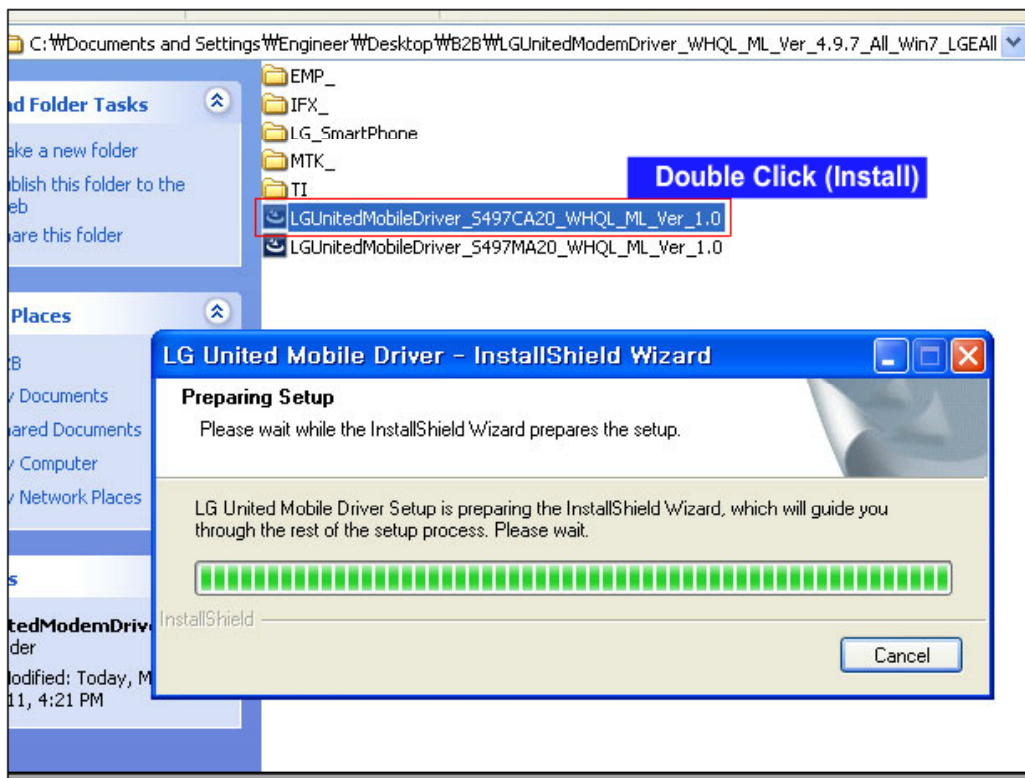 C:₩Documents and Settings₩Engineer₩Desktop₩B2B₩LGUnitedModemDriver_WHQL_ML_Ver_4.9.7_All_Win7_LGEAll
nd Folder Tasks
ake a new folder
ublish this folder to the
eb
are this folder
EMP_
IFX_
LG_SmartPhone
MTK_
TI
Double Click (Install)
LGUnitedMobileDriver_S497CA20_WHQL_ML_Ver_1.0
LGUnitedMobileDriver_S497MA20_WHQL_ML_Ver_1.0
Places
2B
y Documents
ared Documents
y Computer
y Network Places
s
tedModemDrive
der
odified: Today, M
11, 4:21 PM
LG United Mobile Driver - InstallShield Wizard
Preparing Setup
Please wait while the InstallShield Wizard prepares the setup.
LG United Mobile Driver Setup is preparing the InstallShield Wizard, which will guide you
through the rest of the setup process. Please wait.
InstallShield
Cancel